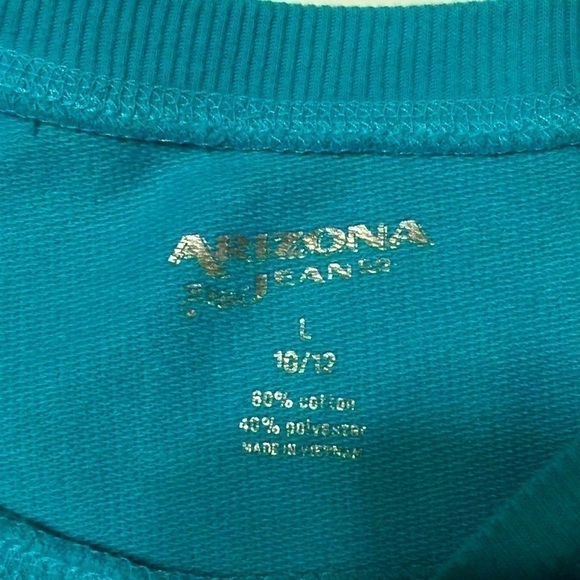 ARIZONA
JEAN Co
L
10/12
60% cotton
40% polyester
MADE IN VIETNAM